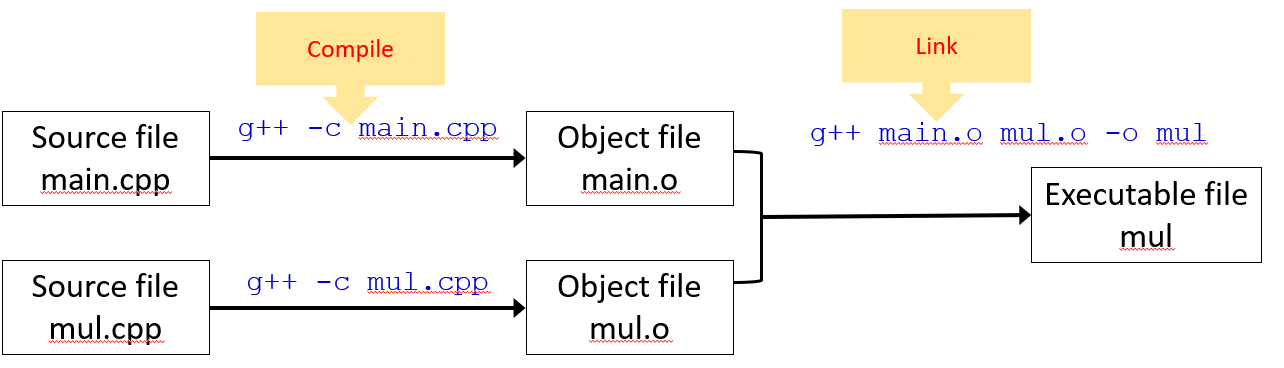 Compile
Link
g++ -c main.cpp
g++ main.o mul.o -o mul
Source file
main.cpp
Object file
main.o
Executable file
mul
g++ -c mul.cpp
Source file
mul.cpp
Object file
mul.o